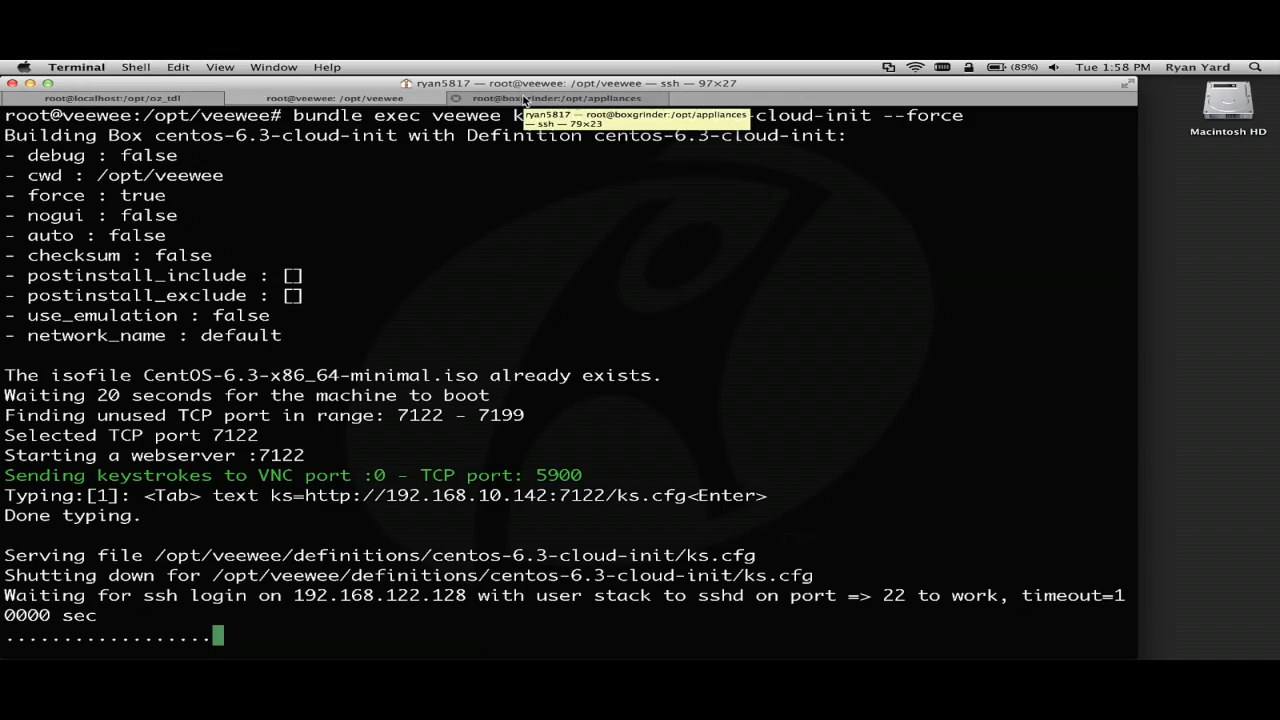 Terminal Shell Edit View Window Help (89%) Tue 1:58 PM Ryan Yard
ryan5817 — root@veewee: /opt/veewee — ssh — 97×27
root@localhost:/opt/oz_tdl root@veewee: /opt/veewee root@boxgrinder:/opt/appliances
root@veewee:/opt/veewee# bundle exec veewee k cloud-init --force
ryan5817 — root@boxgrinder:/opt/appliances
— ssh — 79×23
Building Box centos-6.3-cloud-init with Definition centos-6.3-cloud-init:
- debug : false
- cwd : /opt/veewee
- force : true
- nogui : false
- auto : false
- checksum : false
- postinstall_include : []
- postinstall_exclude : []
- use_emulation : false
- network_name : default
The isofile CentOS-6.3-x86_64-minimal.iso already exists.
Waiting 20 seconds for the machine to boot
Finding unused TCP port in range: 7122 - 7199
Selected TCP port 7122
Starting a webserver :7122
Sending keystrokes to VNC port :0 - TCP port: 5900
Typing:[1]: <Tab> text ks=http://192.168.10.142:7122/ks.cfg<Enter>
Done typing.
Serving file /opt/veewee/definitions/centos-6.3-cloud-init/ks.cfg
Shutting down for /opt/veewee/definitions/centos-6.3-cloud-init/ks.cfg
Waiting for ssh login on 192.168.122.128 with user stack to sshd on port => 22 to work, timeout=1
0000 sec
..................
Macintosh HD